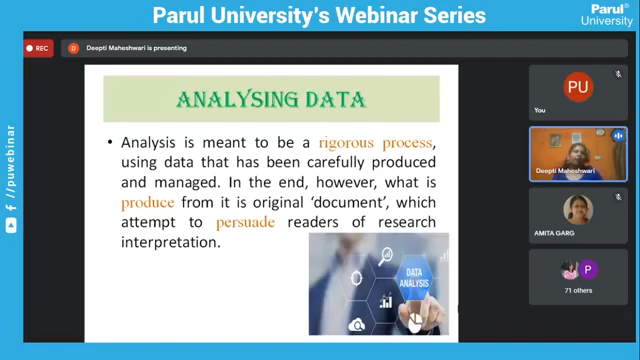 Parul University's Webinar Series
Parul®
University
REC
D
Deepti Maheshwari is presenting
ANALYSING DATA
• Analysis is meant to be a rigorous process,
using data that has been carefully produced
and managed. In the end, however, what is
produce from it is original 'document', which
attempt to persuade readers of research
interpretation.
DATA
ANALYSIS
PU
You
Deepti Maheshwari
AMITA GARG
P
71 others
/puwebinar